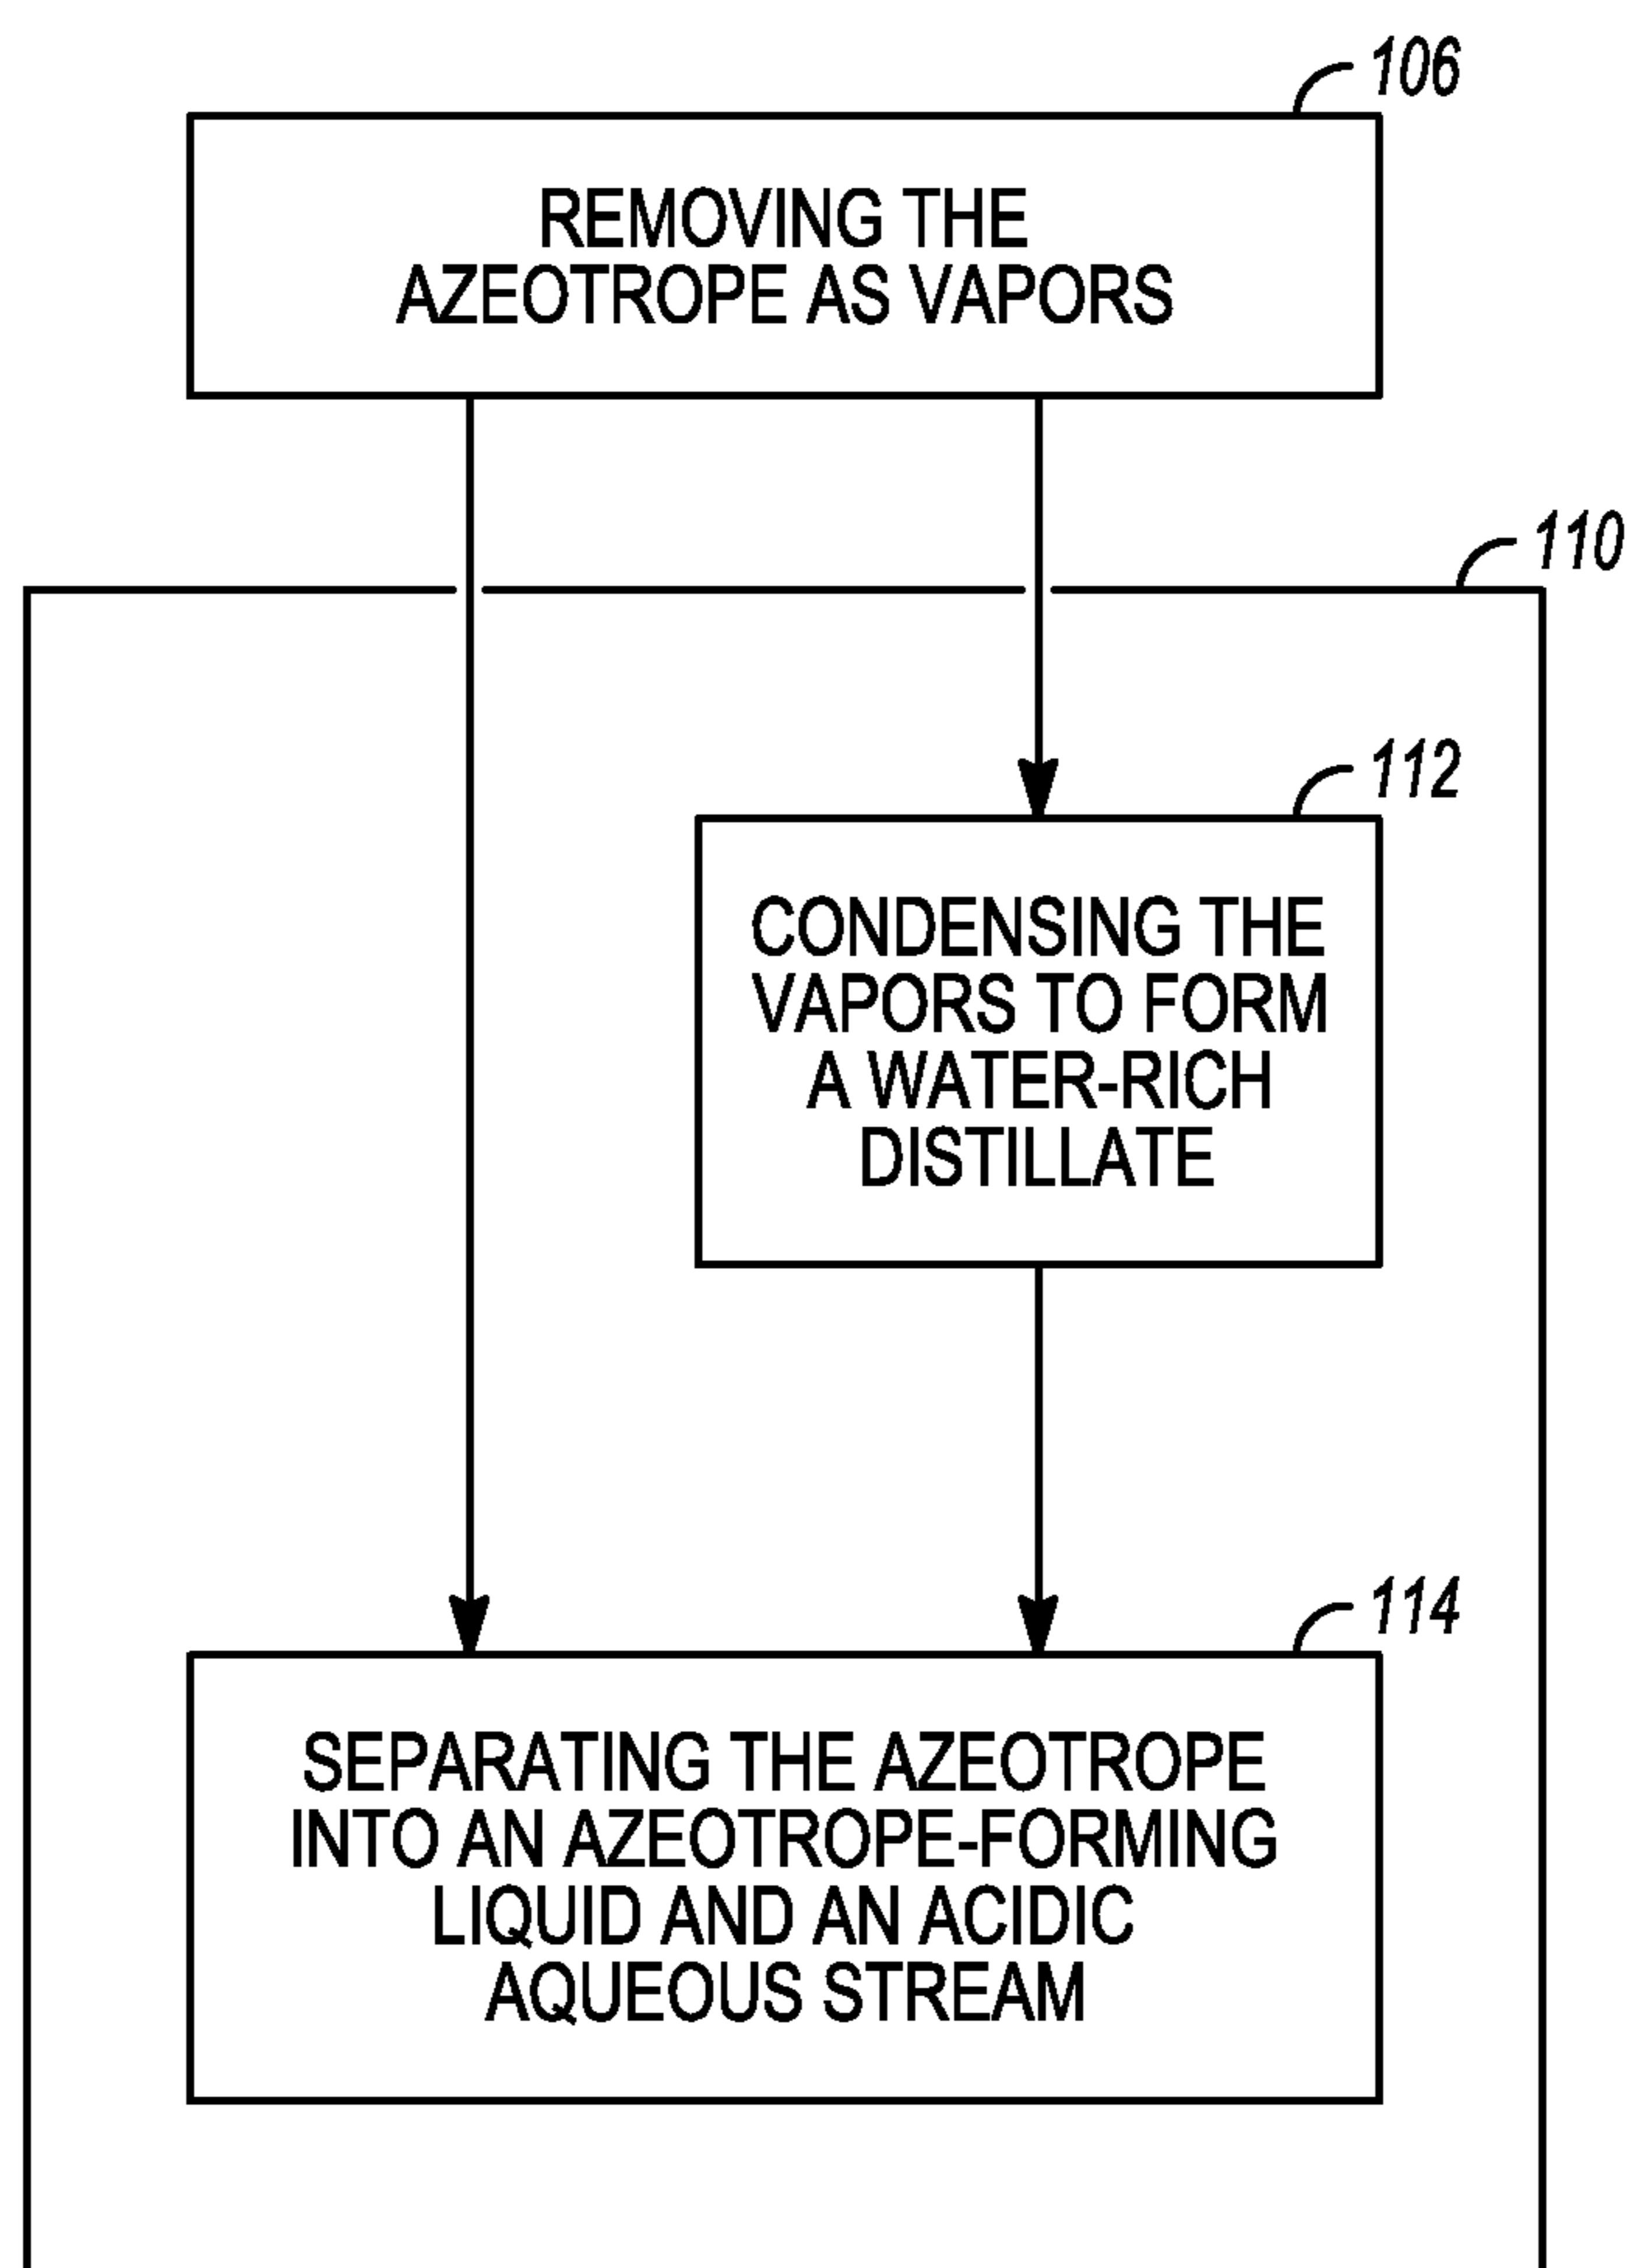 106
REMOVING THE
AZEOTROPE AS VAPORS
110
112
CONDENSING THE
VAPORS TO FORM
A WATER-RICH
DISTILLATE
114
SEPARATING THE AZEOTROPE
INTO AN AZEOTROPE-FORMING
LIQUID AND AN ACIDIC
AQUEOUS STREAM